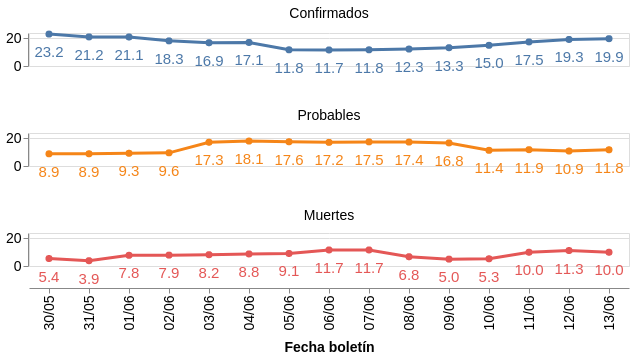 Confirmados
20
0
23.2 21.2 21.1 18.3 16.9 17.1 11.8 11.7 11.8 12.3 13.3 15.0 17.5 19.3 19.9
Probables
20
0
8.9 8.9 9.3 9.6 17.3 18.1 17.6 17.2 17.5 17.4 16.8 11.4 11.9 10.9 11.8
Muertes
20
0
5.4 3.9 7.8 7.9 8.2 8.8 9.1 11.7 11.7 6.8 5.0 5.3 10.0 11.3 10.0
30/05 31/05 01/06 02/06 03/06 04/06 05/06 06/06 07/06 08/06 09/06 10/06 11/06 12/06 13/06
Fecha boletín